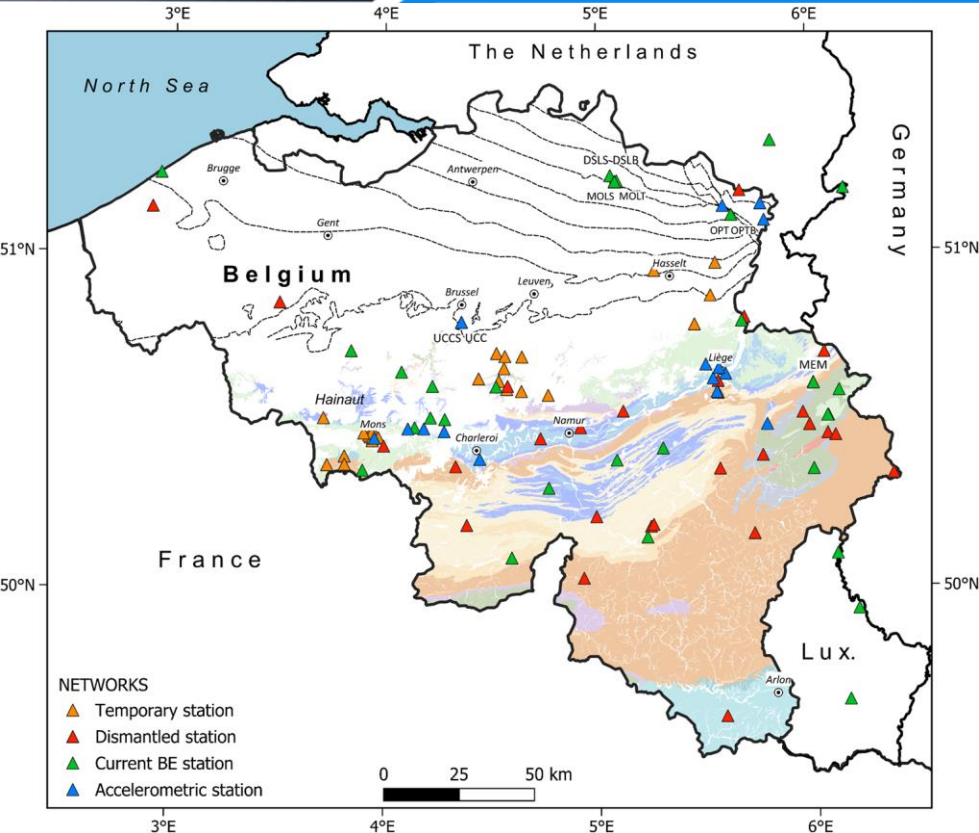 3°E 4°E 5°E 6°E
The Netherlands
North Sea
Germany
DSLS DSLB
Brugge
Antwerpen
MOLS MOLT
Gent
OPT OPTB
51°N 51°N
Hasselt
Belgium
Leuven
Brussel
UCCS UCC
Liège
MEM
Hainaut
Mons
Namur
Charleroi
France
50°N 50°N
Lux.
Arlon
NETWORKS
Temporary station
Dismantled station
Current BE station
Accelerometric station
0 25 50 km
3°E 4°E 5°E 6°E